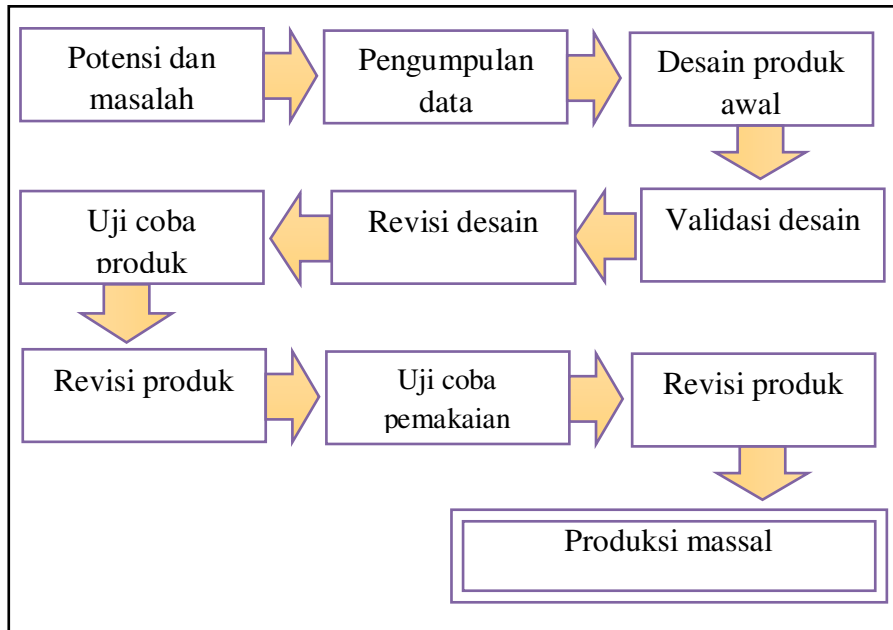 Potensi dan
masalah
Pengumpulan
data
Desain produk
awal
Validasi desain
Revisi desain
Uji coba
produk
Revisi produk
Uji coba
pemakaian
Revisi produk
Produksi massal